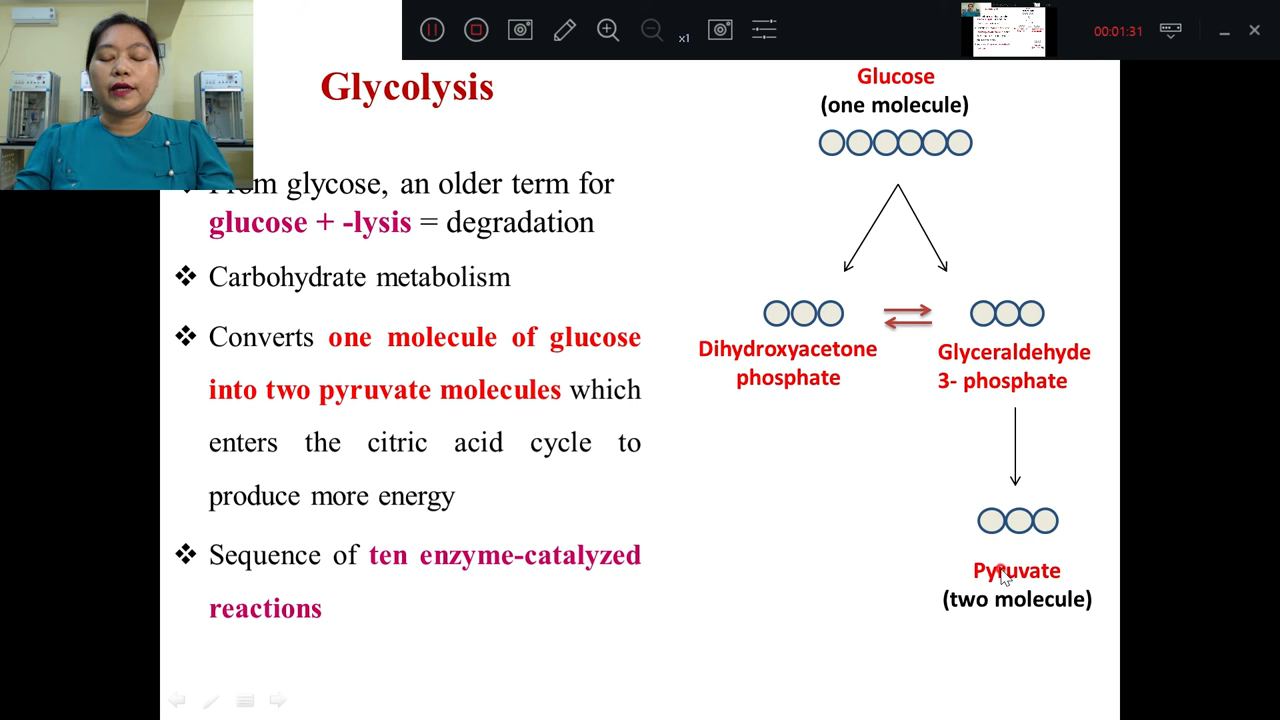 x1
00:01:31
Glycolysis
From glycose, an older term for
glucose + -lysis = degradation
Carbohydrate metabolism
Converts one molecule of glucose
into two pyruvate molecules which
enters the citric acid cycle to
produce more energy
Sequence of ten enzyme-catalyzed
reactions
Glucose
(one molecule)
Dihydroxyacetone
phosphate
Glyceraldehyde
3- phosphate
Pyruvate
(two molecule)